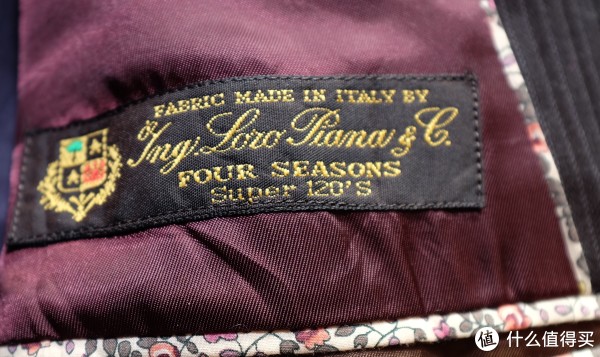 FABRIC MADE IN ITALY BY
Ing. Loro Piana & C.
FOUR SEASONS
Super 120'S
值 什么值得买